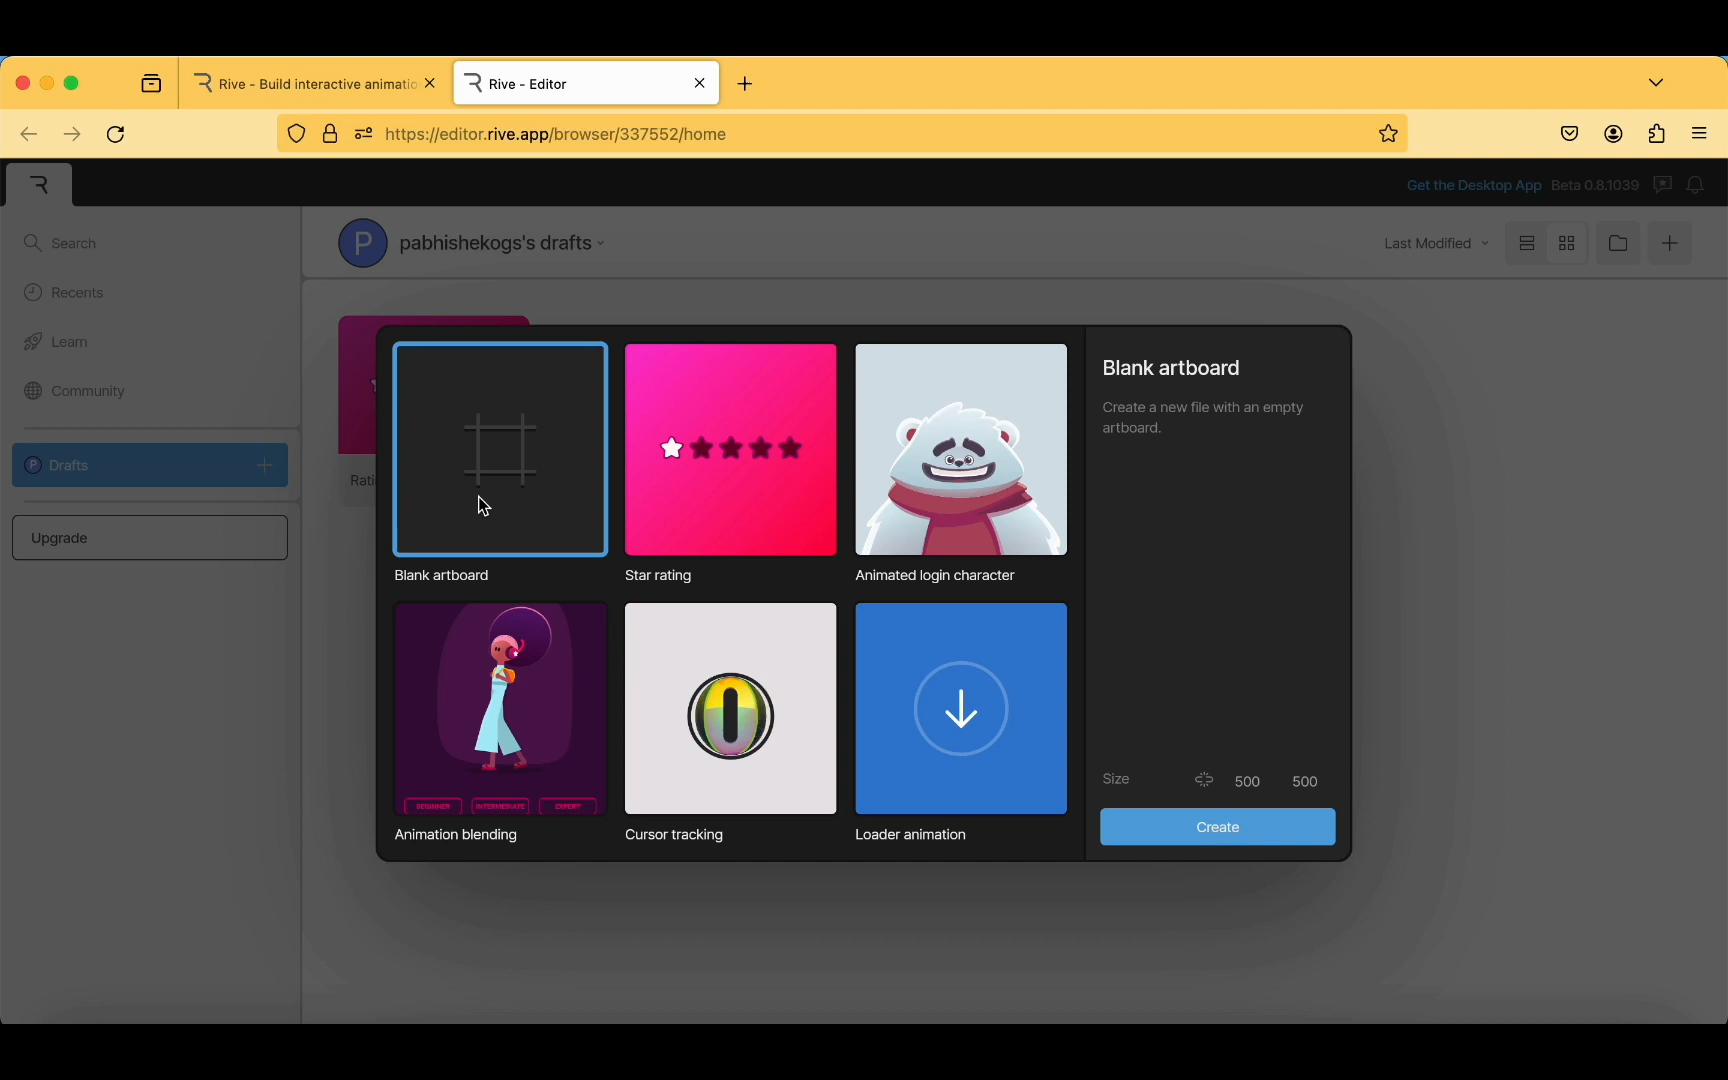 Rive - Build interactive animatio
Rive - Editor
https://editor.rive.app/browser/337552/home
Get the Desktop App Beta 0.8.1039
Search
pabhishekogs's drafts
Last Modified
Recents
Learn
Community
P Drafts
Upgrade
Rati
Blank artboard
Star rating
Animated login character
BEGINNER INTERMEDIATE EXPERT
Animation blending
Cursor tracking
Loader animation
Blank artboard
Create a new file with an empty
artboard.
Size 500 500
Create